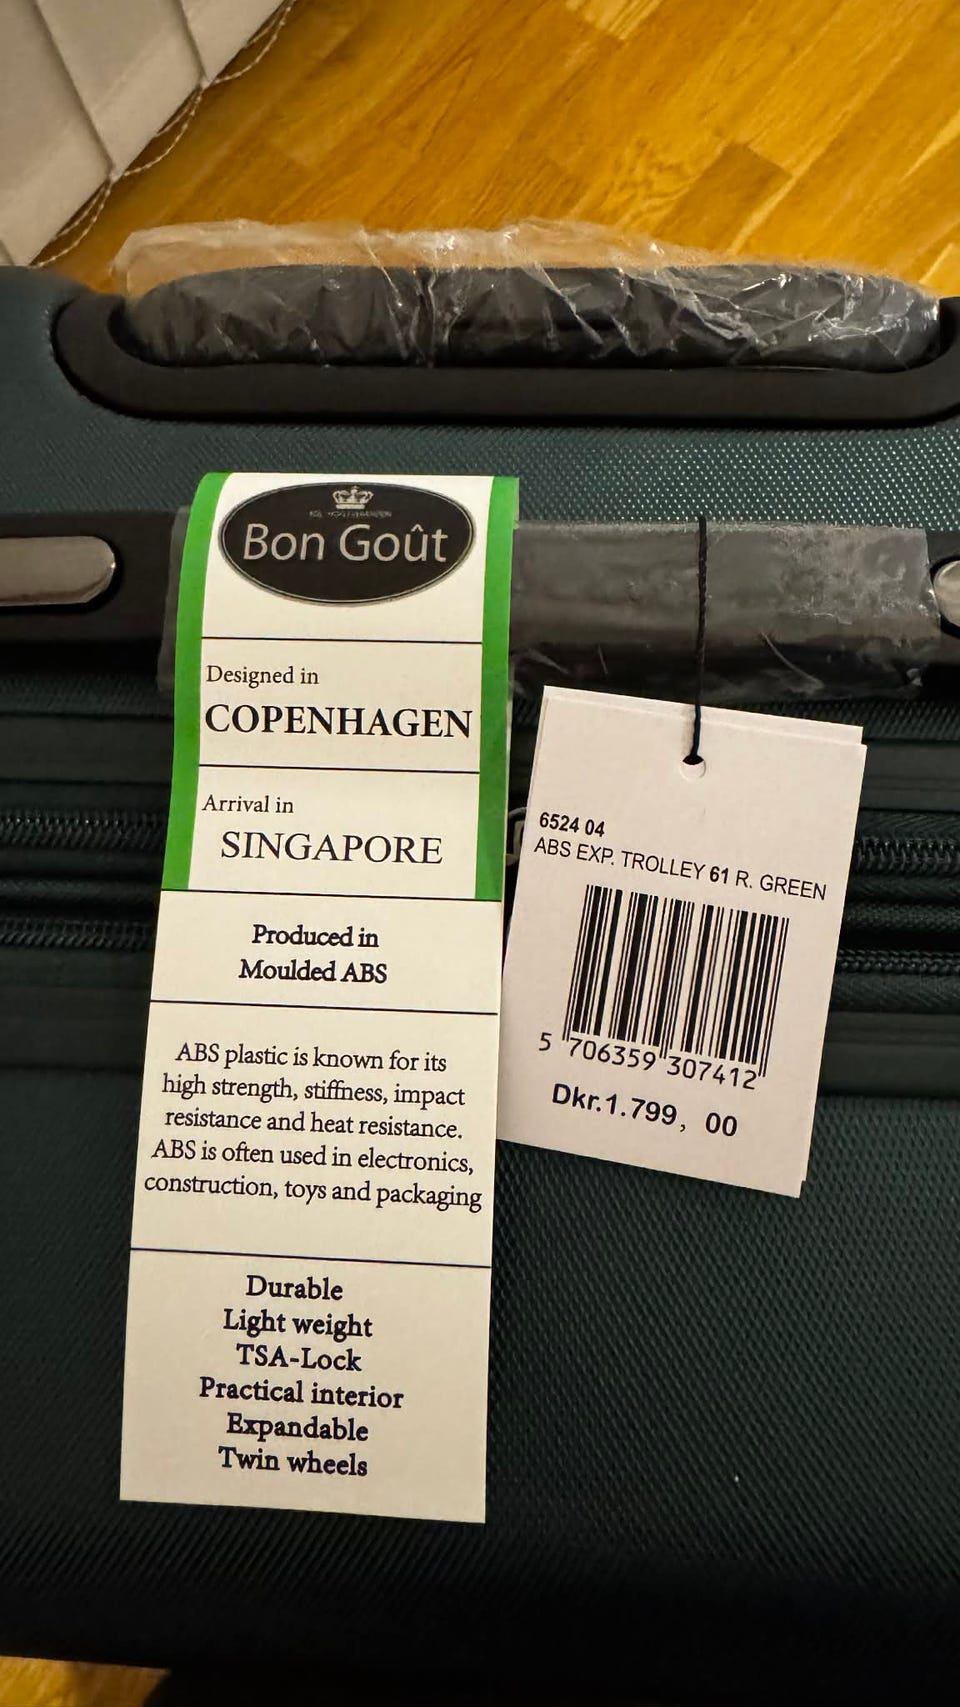 Bon Goût
Designed in
COPENHAGEN
Arrival in
SINGAPORE
Produced in
Moulded ABS
ABS plastic is known for its
high strength, stiffness, impact
resistance and heat resistance.
ABS is often used in electronics,
construction, toys and packaging
Durable
Light weight
TSA-Lock
Practical interior
Expandable
Twin wheels
6524 04
ABS EXP. TROLLEY 61 R. GREEN
5 706359 307412
Dkr.1.799, 00